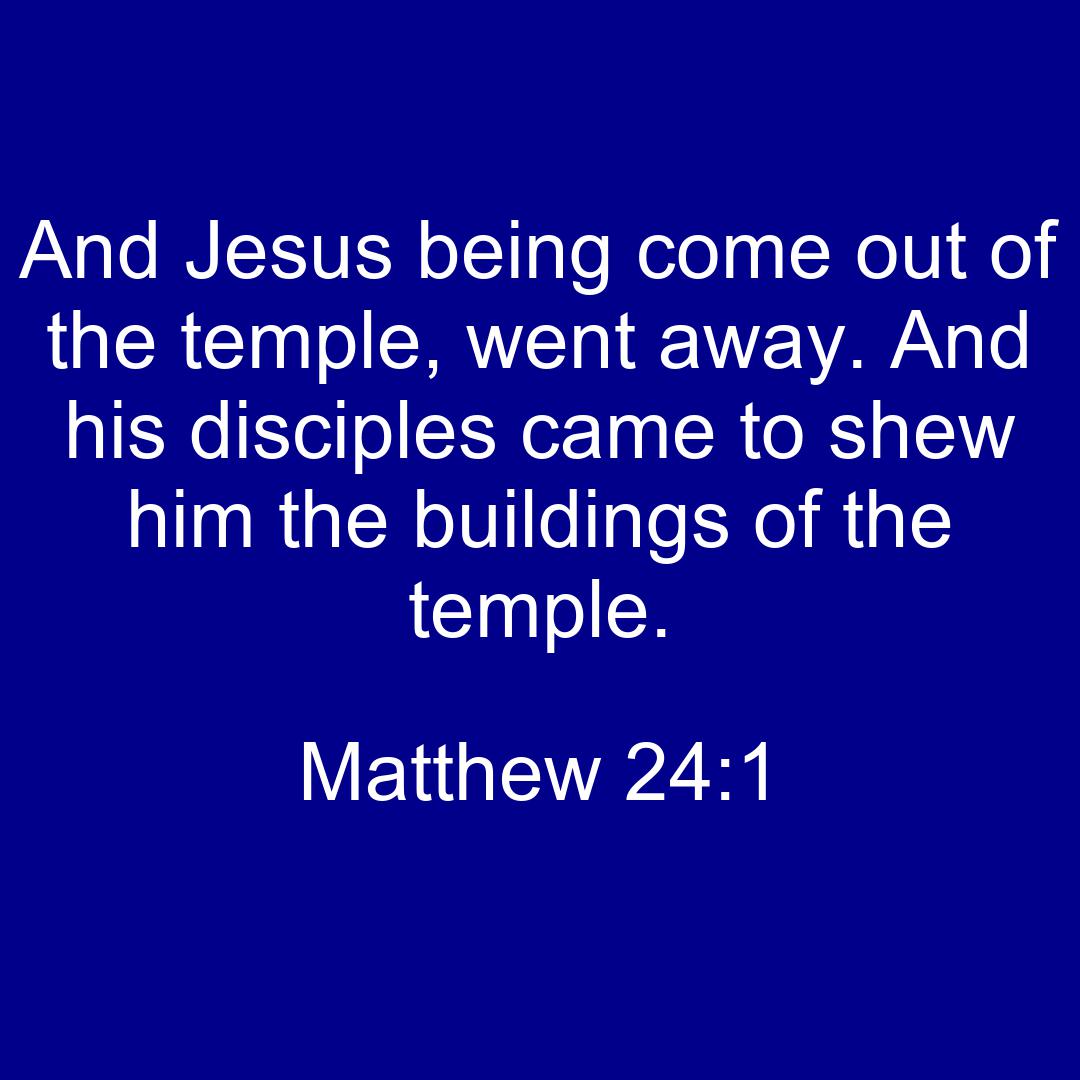 And Jesus being come out of
the temple, went away. And
his disciples came to shew
him the buildings of the
temple.
Matthew 24:1